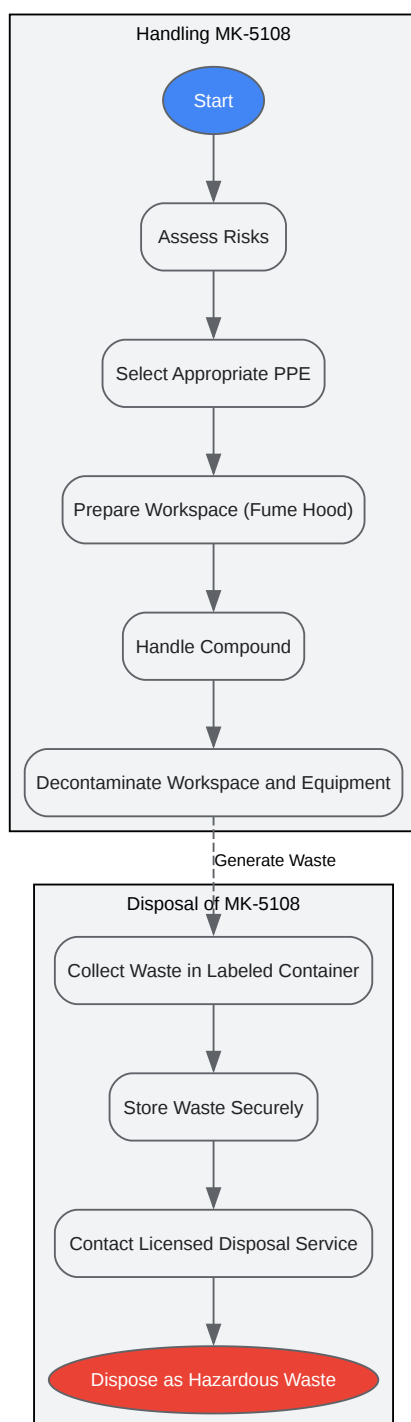 Handling MK-5108
Start
Assess Risks
Select Appropriate PPE
Prepare Workspace (Fume Hood)
Handle Compound
Decontaminate Workspace and Equipment
Generate Waste
Disposal of MK-5108
Collect Waste in Labeled Container
Store Waste Securely
Contact Licensed Disposal Service
Dispose as Hazardous Waste